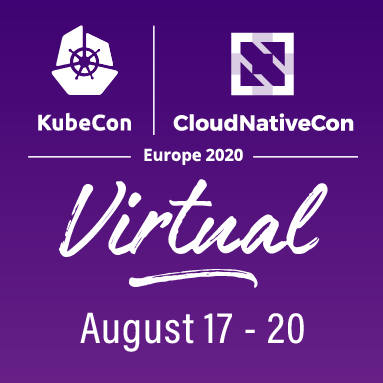 KubeCon
CloudNativeCon
Europe 2020
Virtual
August 17 - 20